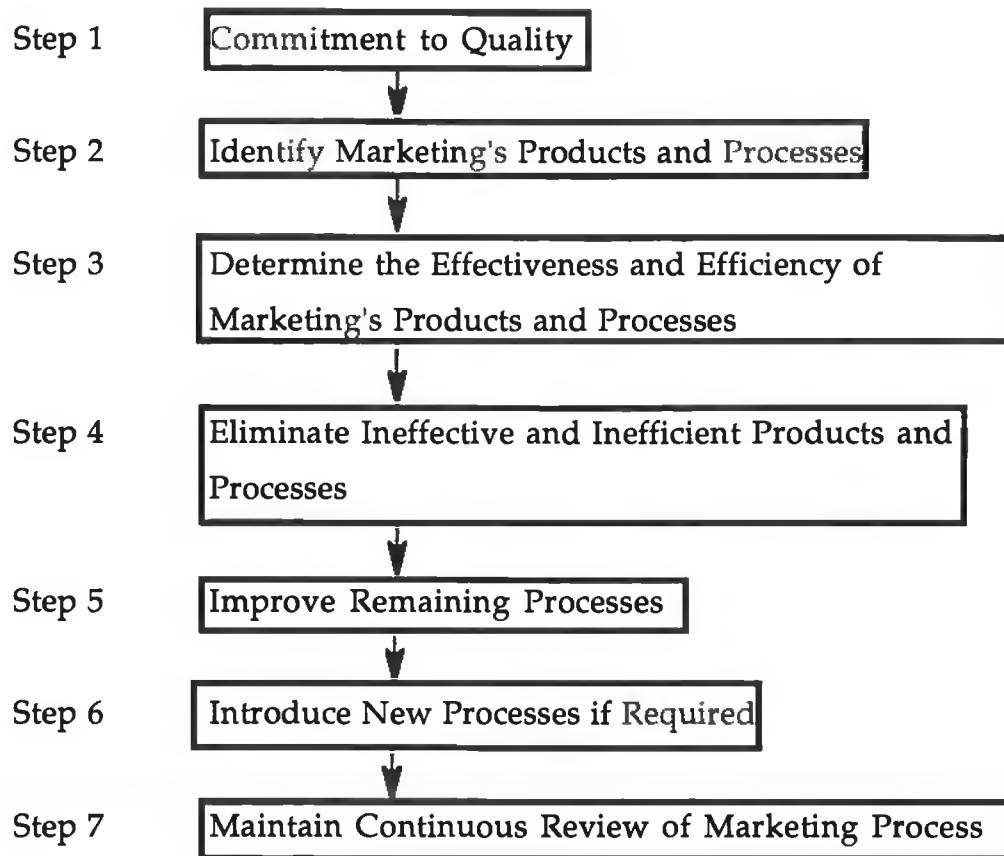 Step 1 Commitment to Quality
Step 2 Identify Marketing's Products and Processes
Step 3 Determine the Effectiveness and Efficiency of
Marketing's Products and Processes
Step 4 Eliminate Ineffective and Inefficient Products and
Processes
Step 5 Improve Remaining Processes
Step 6 Introduce New Processes if Required
Step 7 Maintain Continuous Review of Marketing Process